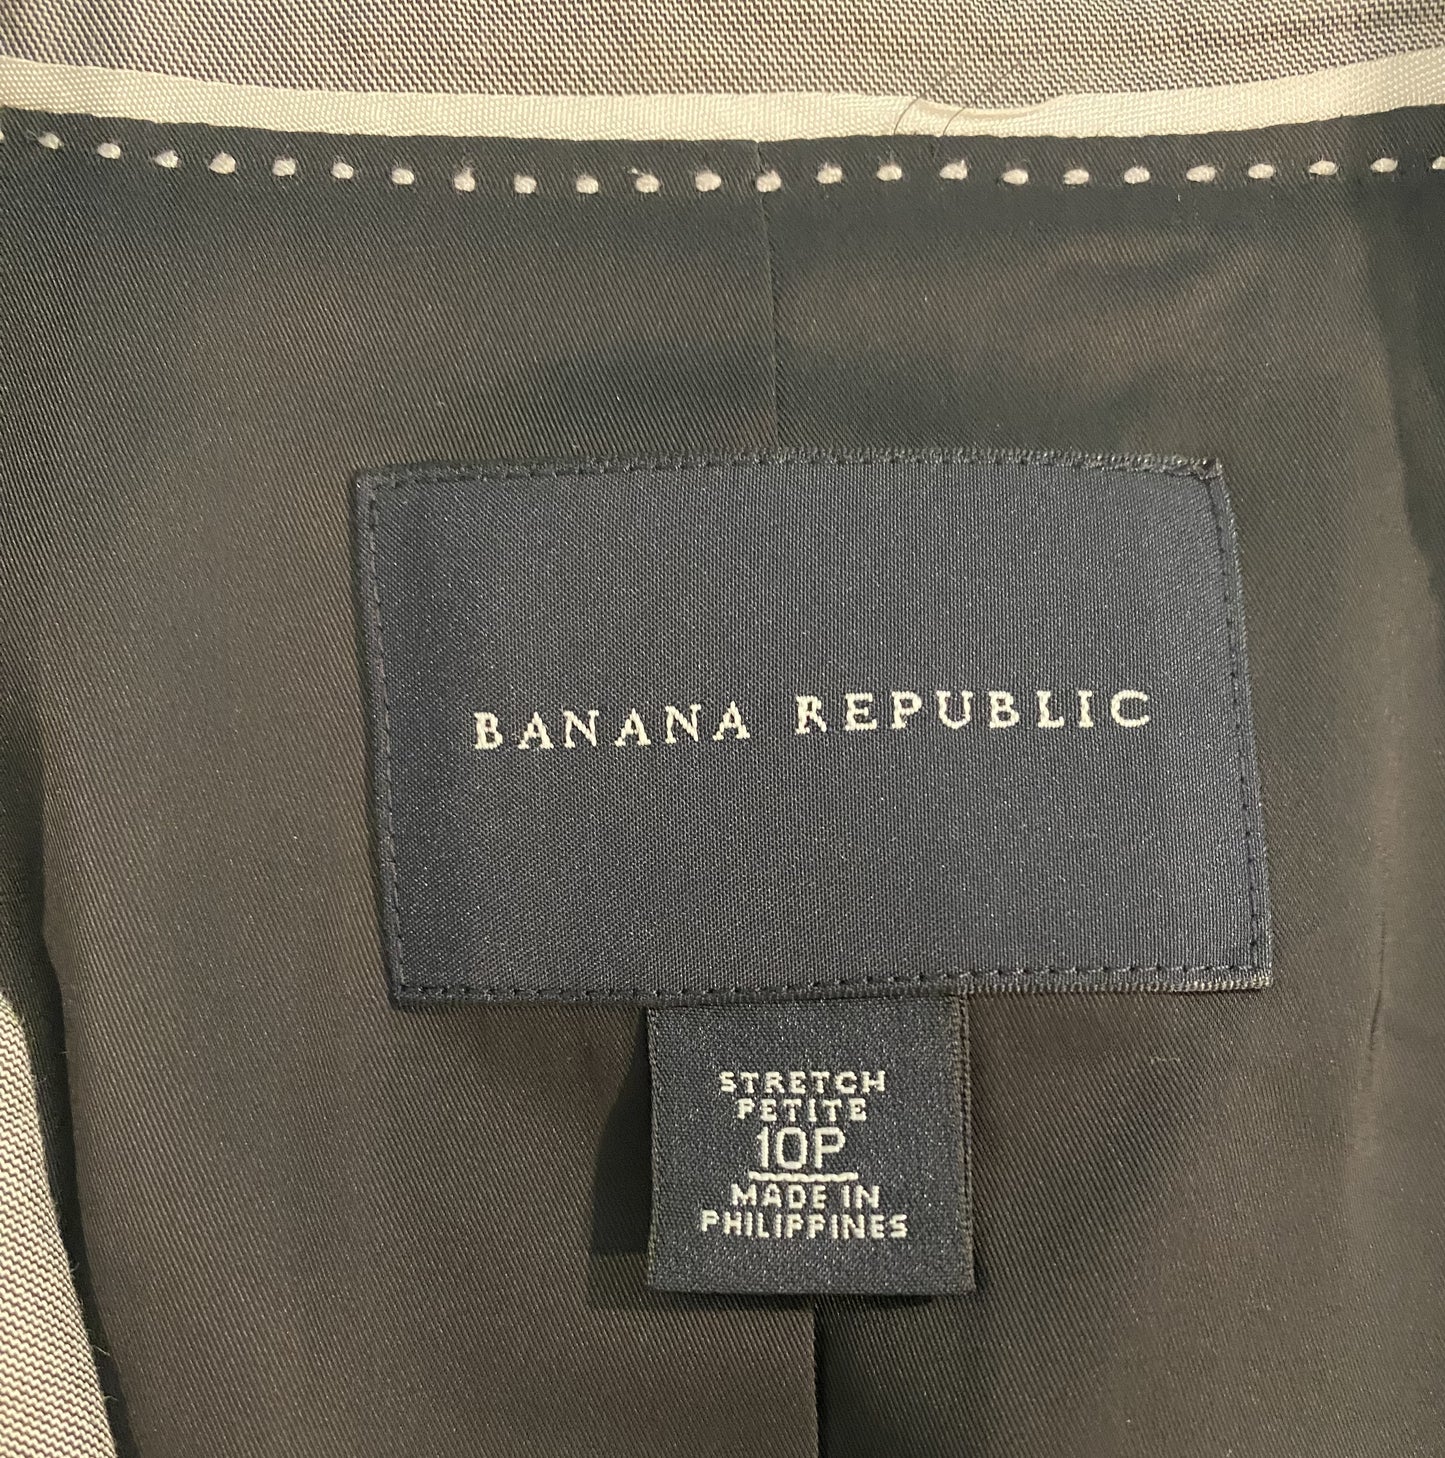 BANANA REPUBLIC
STRETCH
PETITE
10P
MADE IN
PHILIPPINES